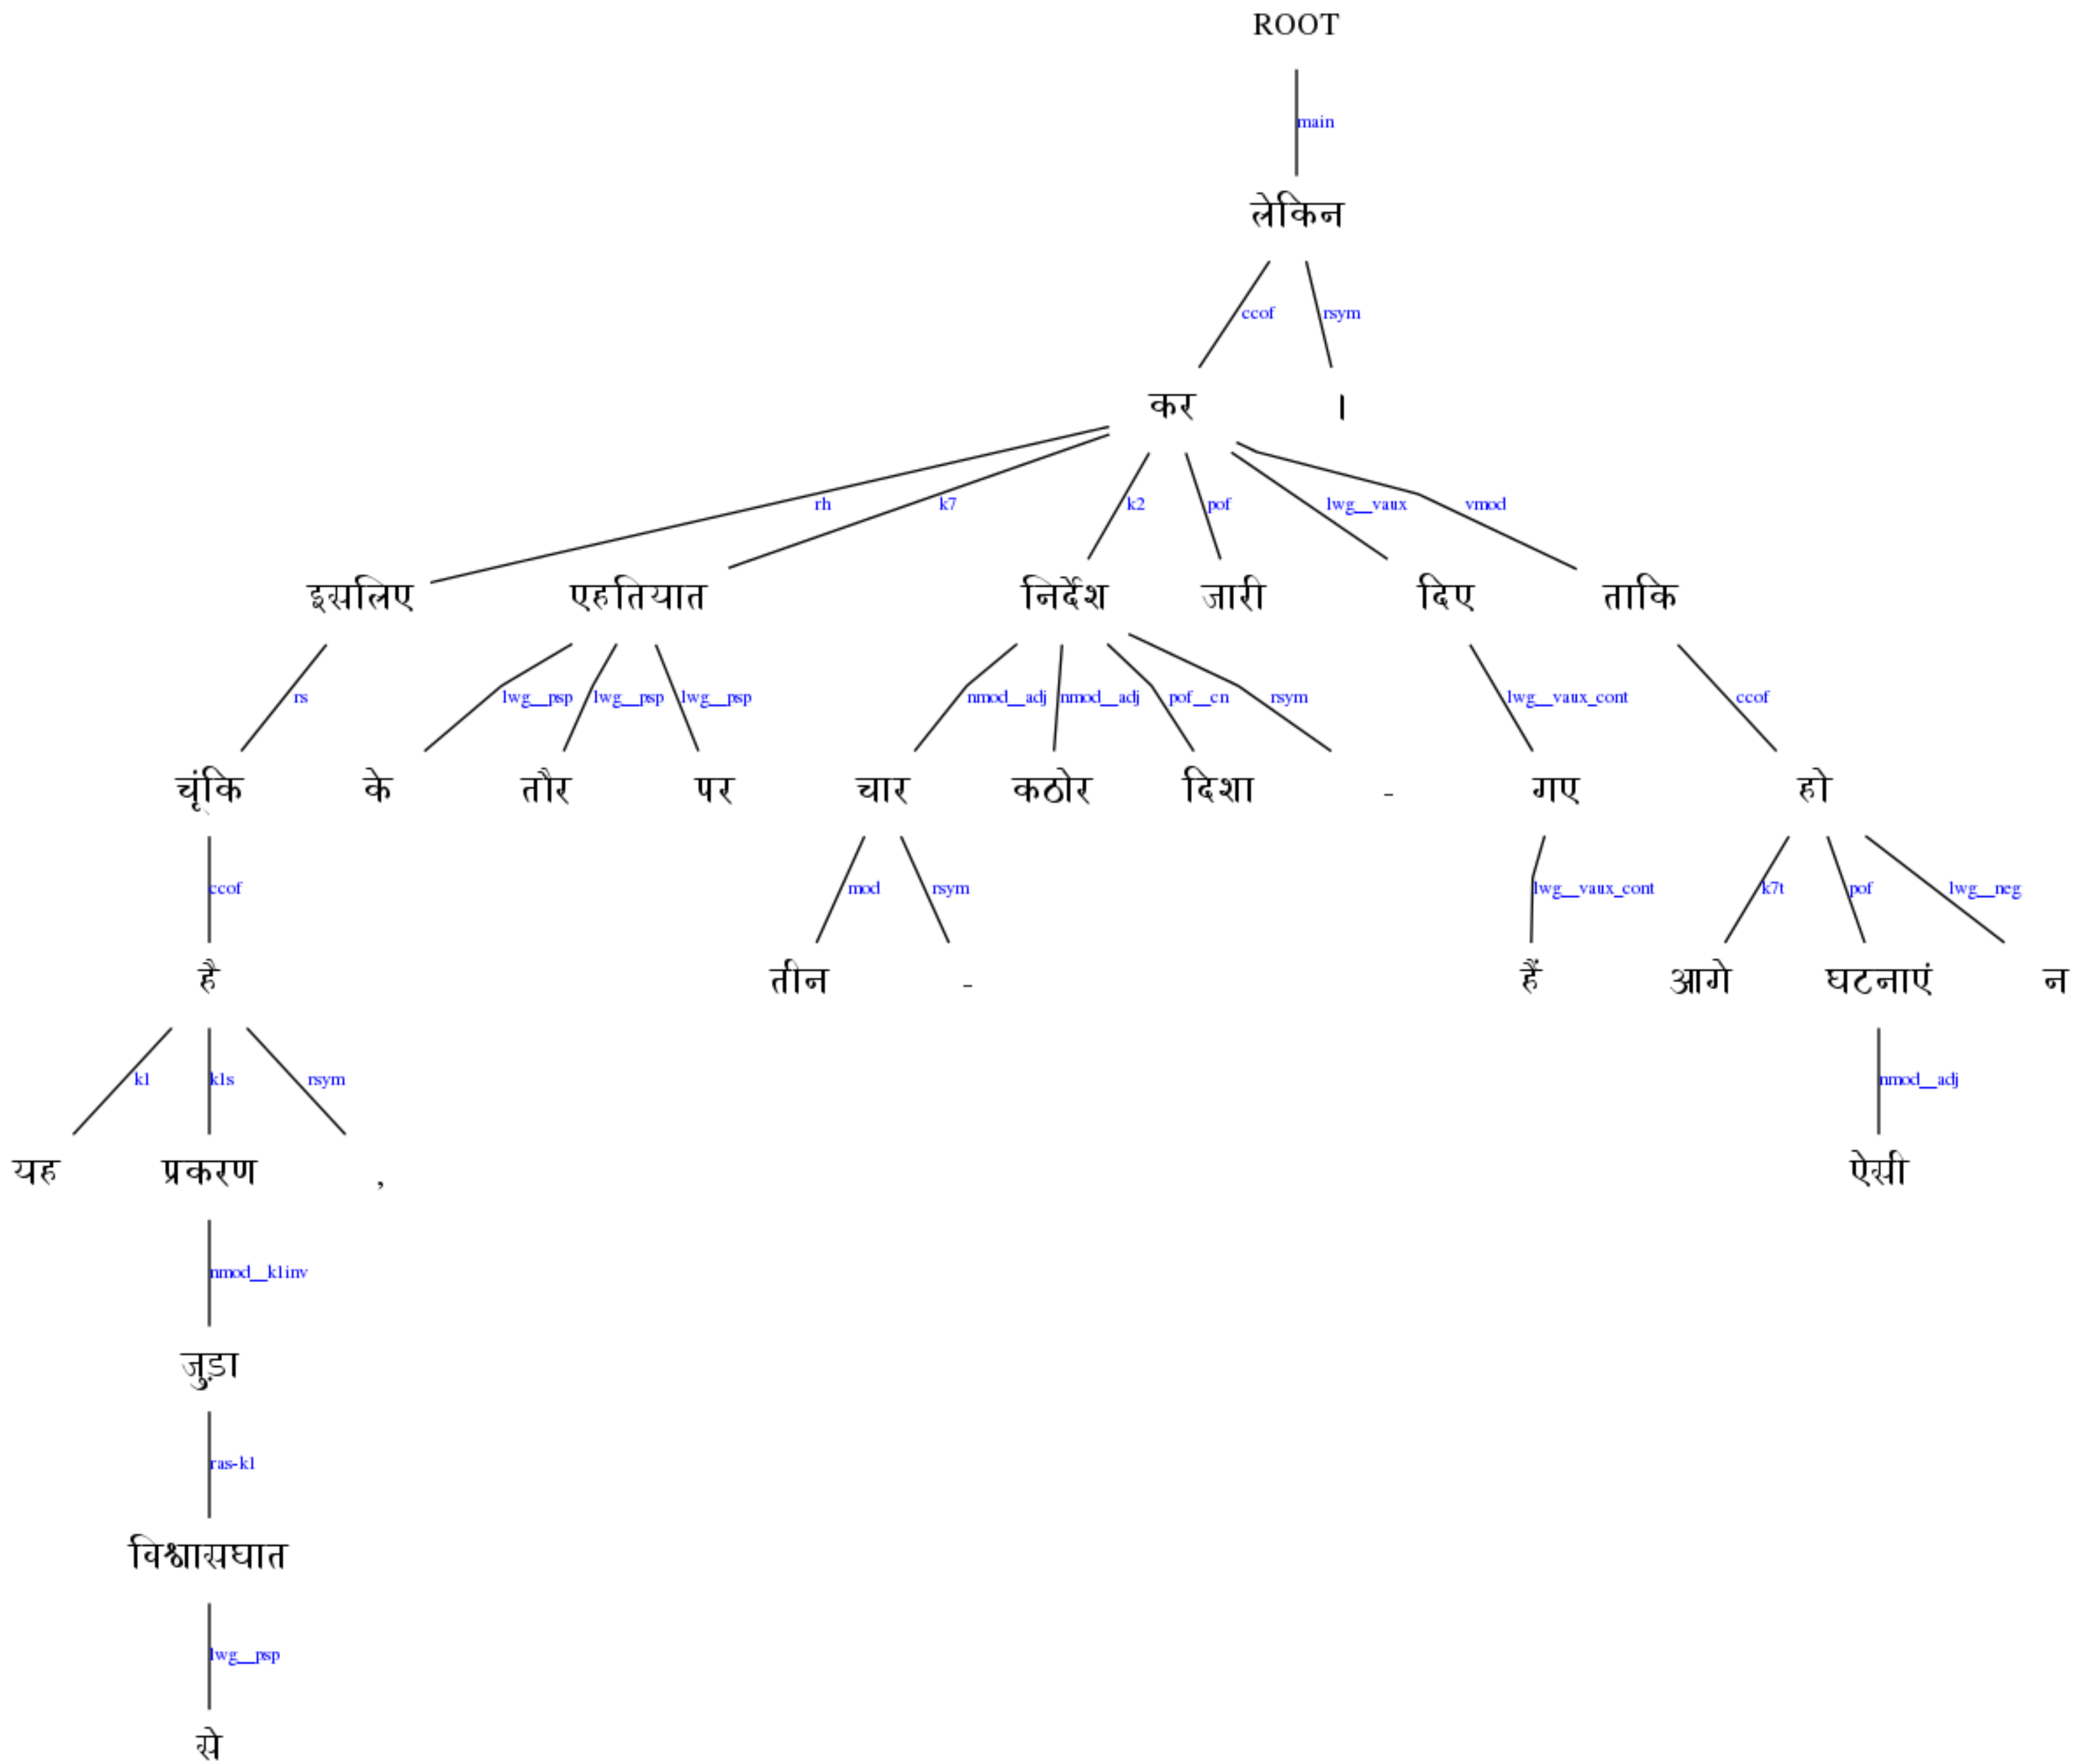 ROOT
main
लेकिन
ccof rsym
कर ।
rh k7 k2 pof lwg__vaux vmod
इसलिए एहतियात निर्देश जारी दिए ताकि
rs lwg__psp lwg__psp lwg__psp nmod__adj nmod__adj pof__cn rsym lwg__vaux_cont ccof
चूंकि के तौर पर चार कठोर दिशा - गए हो
ccof mod rsym lwg__vaux_cont k7t pof lwg__neg
है तीन - हैं आगे घटनाएं न
k1 k1s rsym nmod__adj
यह प्रकरण , ऐसी
nmod__k1inv
जुड़ा
ras-k1
विश्वासघात
lwg__psp
से